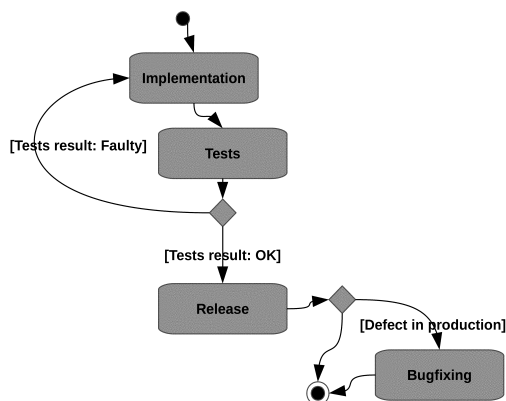 Implementation
[Tests result: Faulty]
Tests
[Tests result: OK]
Release
[Defect in production]
Bugfixing